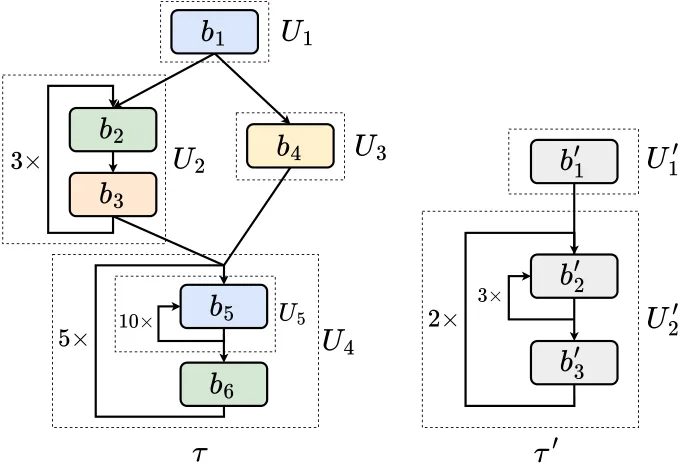 b₁ U₁
b₂
3× U₂
b₃
b₄ U₃
b₅
10× U₅
5× U₄
b₆
τ
b′₁ U′₁
b′₂
3×
2× U′₂
b′₃
τ′